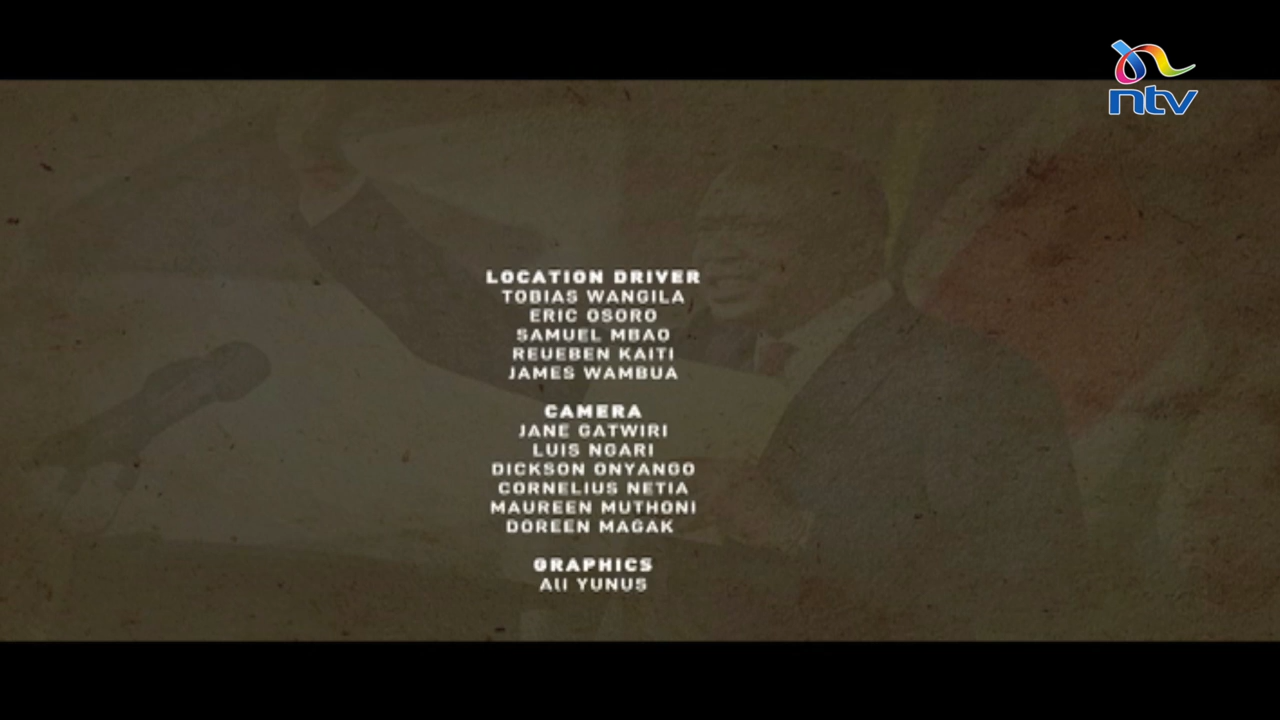 ntv
LOCATION DRIVER
TOBIAS WANGILA
ERIC OSORO
SAMUEL MBAO
REUEBEN KAITI
JAMES WAMBUA
CAMERA
JANE GATWIRI
LUIS NGARI
DICKSON ONYANGO
CORNELIUS NETIA
MAUREEN MUTHONI
DOREEN MAGAK
GRAPHICS
Ali YUNUS